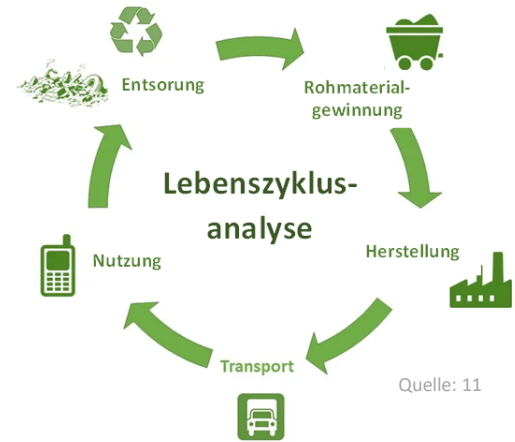 Entsorung
Rohmaterial-
gewinnung
Lebenszyklus-
analyse
Herstellung
Nutzung
Transport
Quelle: 11